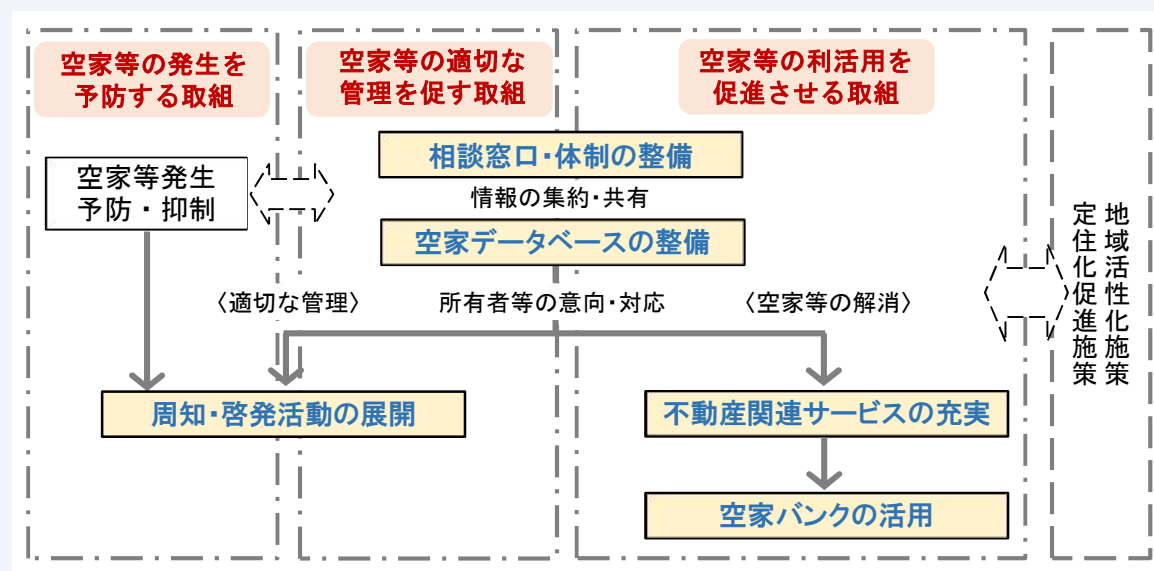 空家等の発生を
予防する取組
空家等の適切な
管理を促す取組
空家等の利活用を
促進させる取組
相談窓口・体制の整備
空家等発生
予防・抑制
情報の集約・共有
空家データベースの整備
〈適切な管理〉
所有者等の意向・対応
〈空家等の解消〉
周知・啓発活動の展開
不動産関連サービスの充実
空家バンクの活用
地域活性化施策
定住化促進施策